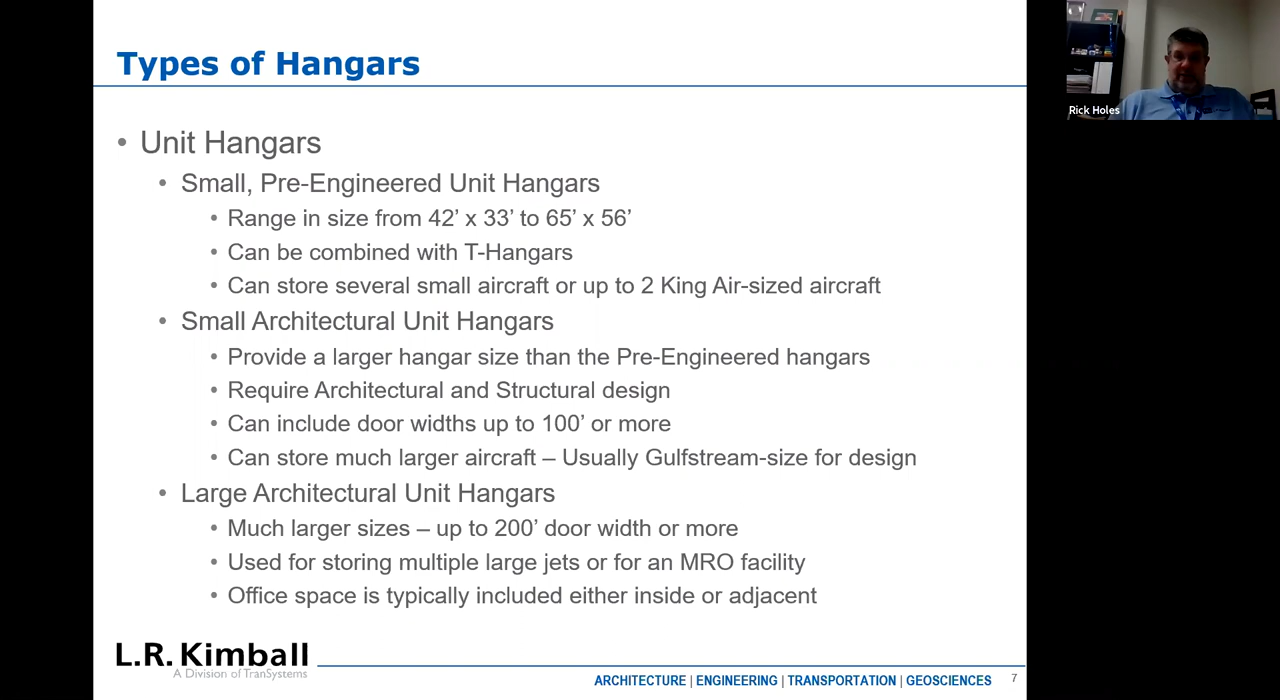 Types of Hangars
• Unit Hangars
• Small, Pre-Engineered Unit Hangars
• Range in size from 42’ x 33’ to 65’ x 56’
• Can be combined with T-Hangars
• Can store several small aircraft or up to 2 King Air-sized aircraft
• Small Architectural Unit Hangars
• Provide a larger hangar size than the Pre-Engineered hangars
• Require Architectural and Structural design
• Can include door widths up to 100’ or more
• Can store much larger aircraft – Usually Gulfstream-size for design
• Large Architectural Unit Hangars
• Much larger sizes – up to 200’ door width or more
• Used for storing multiple large jets or for an MRO facility
• Office space is typically included either inside or adjacent
L.R. Kimball
A Division of TranSystems
ARCHITECTURE | ENGINEERING | TRANSPORTATION | GEOSCIENCES
7
Rick Holes